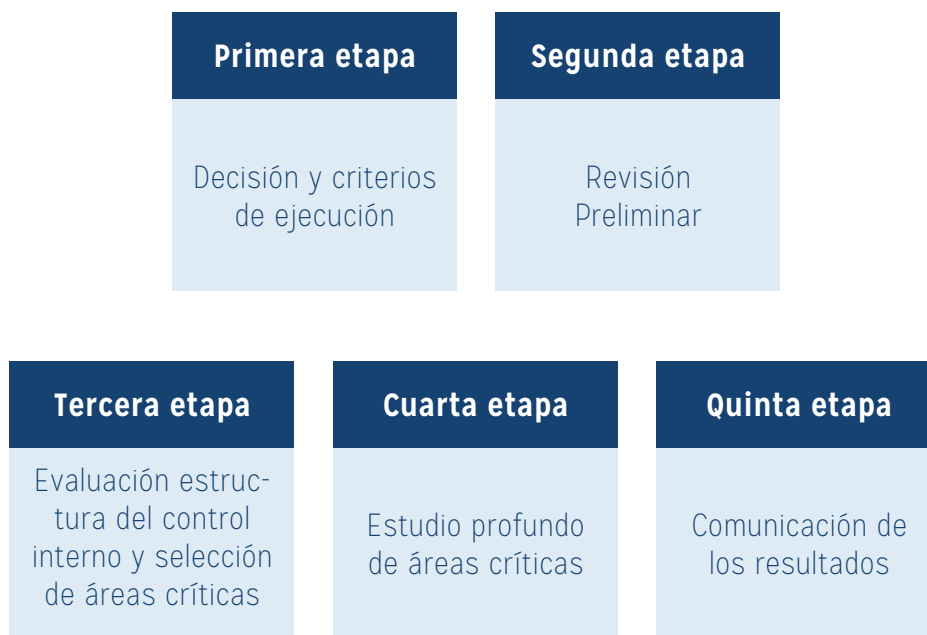 Primera etapa
Segunda etapa
Decisión y criterios
de ejecución
Revisión
Preliminar
Tercera etapa
Cuarta etapa
Quinta etapa
Evaluación estruc-
tura del control
interno y selección
de áreas críticas
Estudio profundo
de áreas críticas
Comunicación de
los resultados